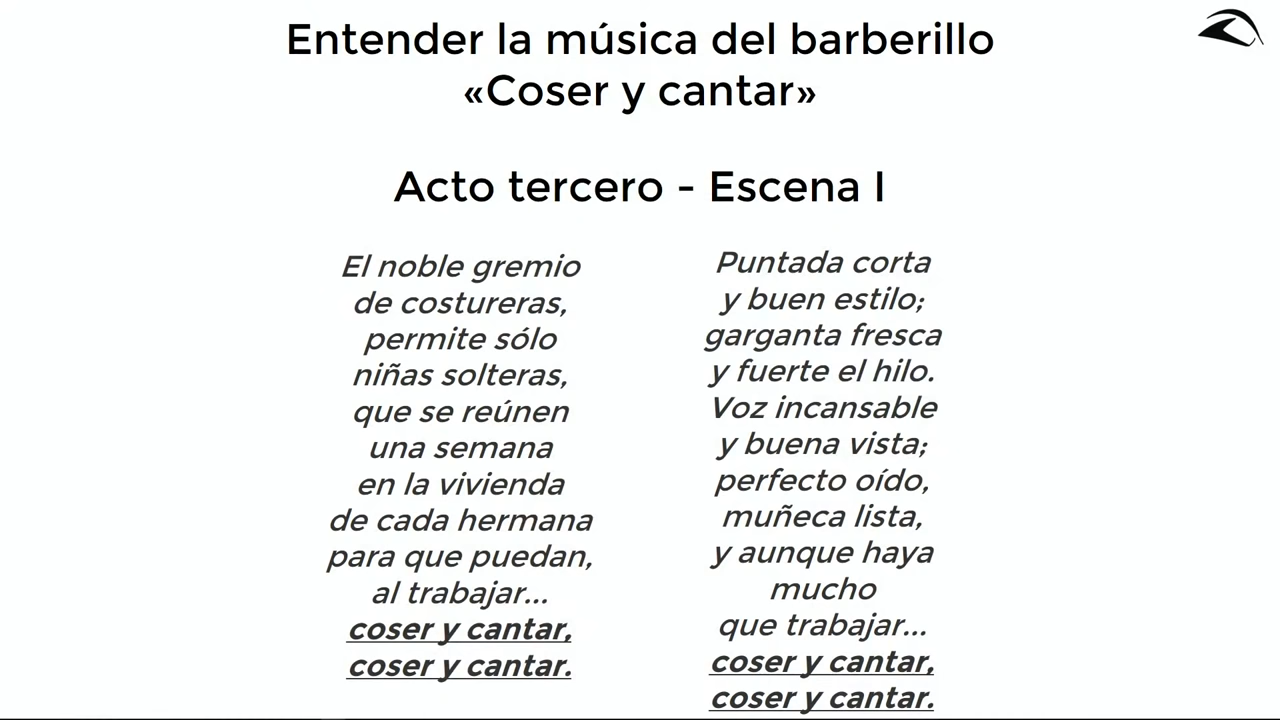 Entender la música del barberillo
«Coser y cantar»
Acto tercero - Escena I
El noble gremio
de costureras,
permite sólo
niñas solteras,
que se reúnen
una semana
en la vivienda
de cada hermana
para que puedan,
al trabajar...
coser y cantar,
coser y cantar.
Puntada corta
y buen estilo;
garganta fresca
y fuerte el hilo.
Voz incansable
y buena vista;
perfecto oído,
muñeca lista,
y aunque haya
mucho
que trabajar...
coser y cantar,
coser y cantar.